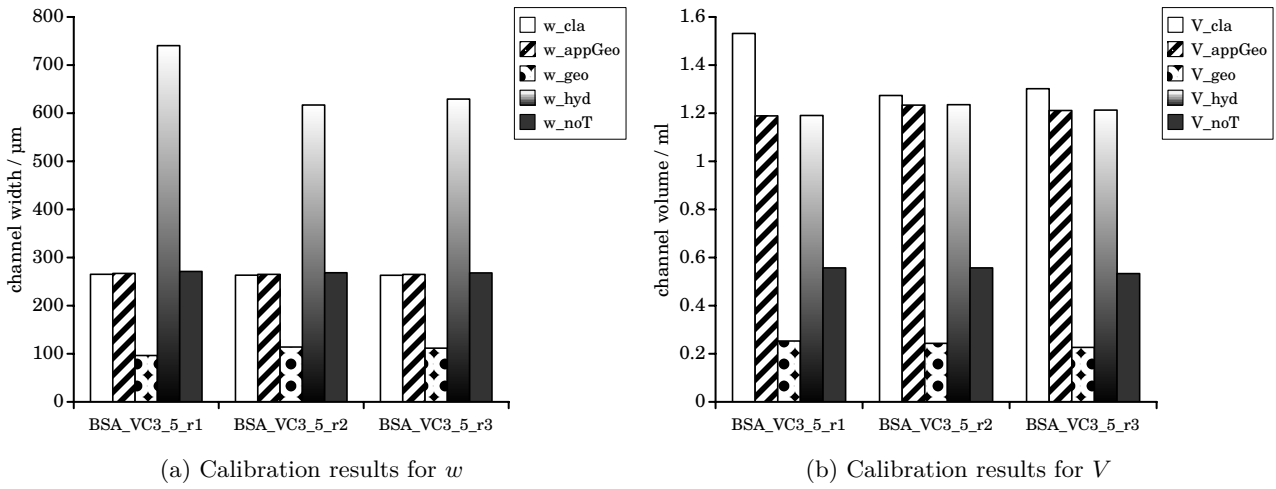 800
700
600
500
400
300
200
100
0
channel width / µm
BSA_VC3_5_r1
BSA_VC3_5_r2
BSA_VC3_5_r3
w_cla
w_appGeo
w_geo
w_hyd
w_noT
(a) Calibration results for w
1.6
1.4
1.2
1
0.8
0.6
0.4
0.2
0
channel volume / ml
BSA_VC3_5_r1
BSA_VC3_5_r2
BSA_VC3_5_r3
V_cla
V_appGeo
V_geo
V_hyd
V_noT
(b) Calibration results for V